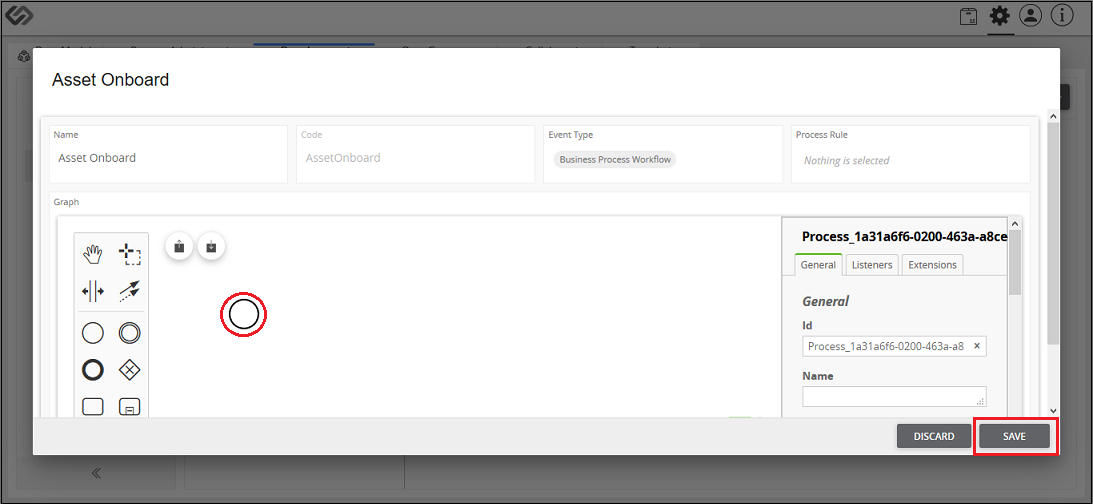 Asset Onboard
Name
Asset Onboard
Code
AssetOnboard
Event Type
Business Process Workflow
Process Rule
Nothing is selected
Graph
Process_1a31a6f6-0200-463a-a8ce
General Listeners Extensions
General
Id
Process_1a31a6f6-0200-463a-a8 ×
Name
DISCARD SAVE